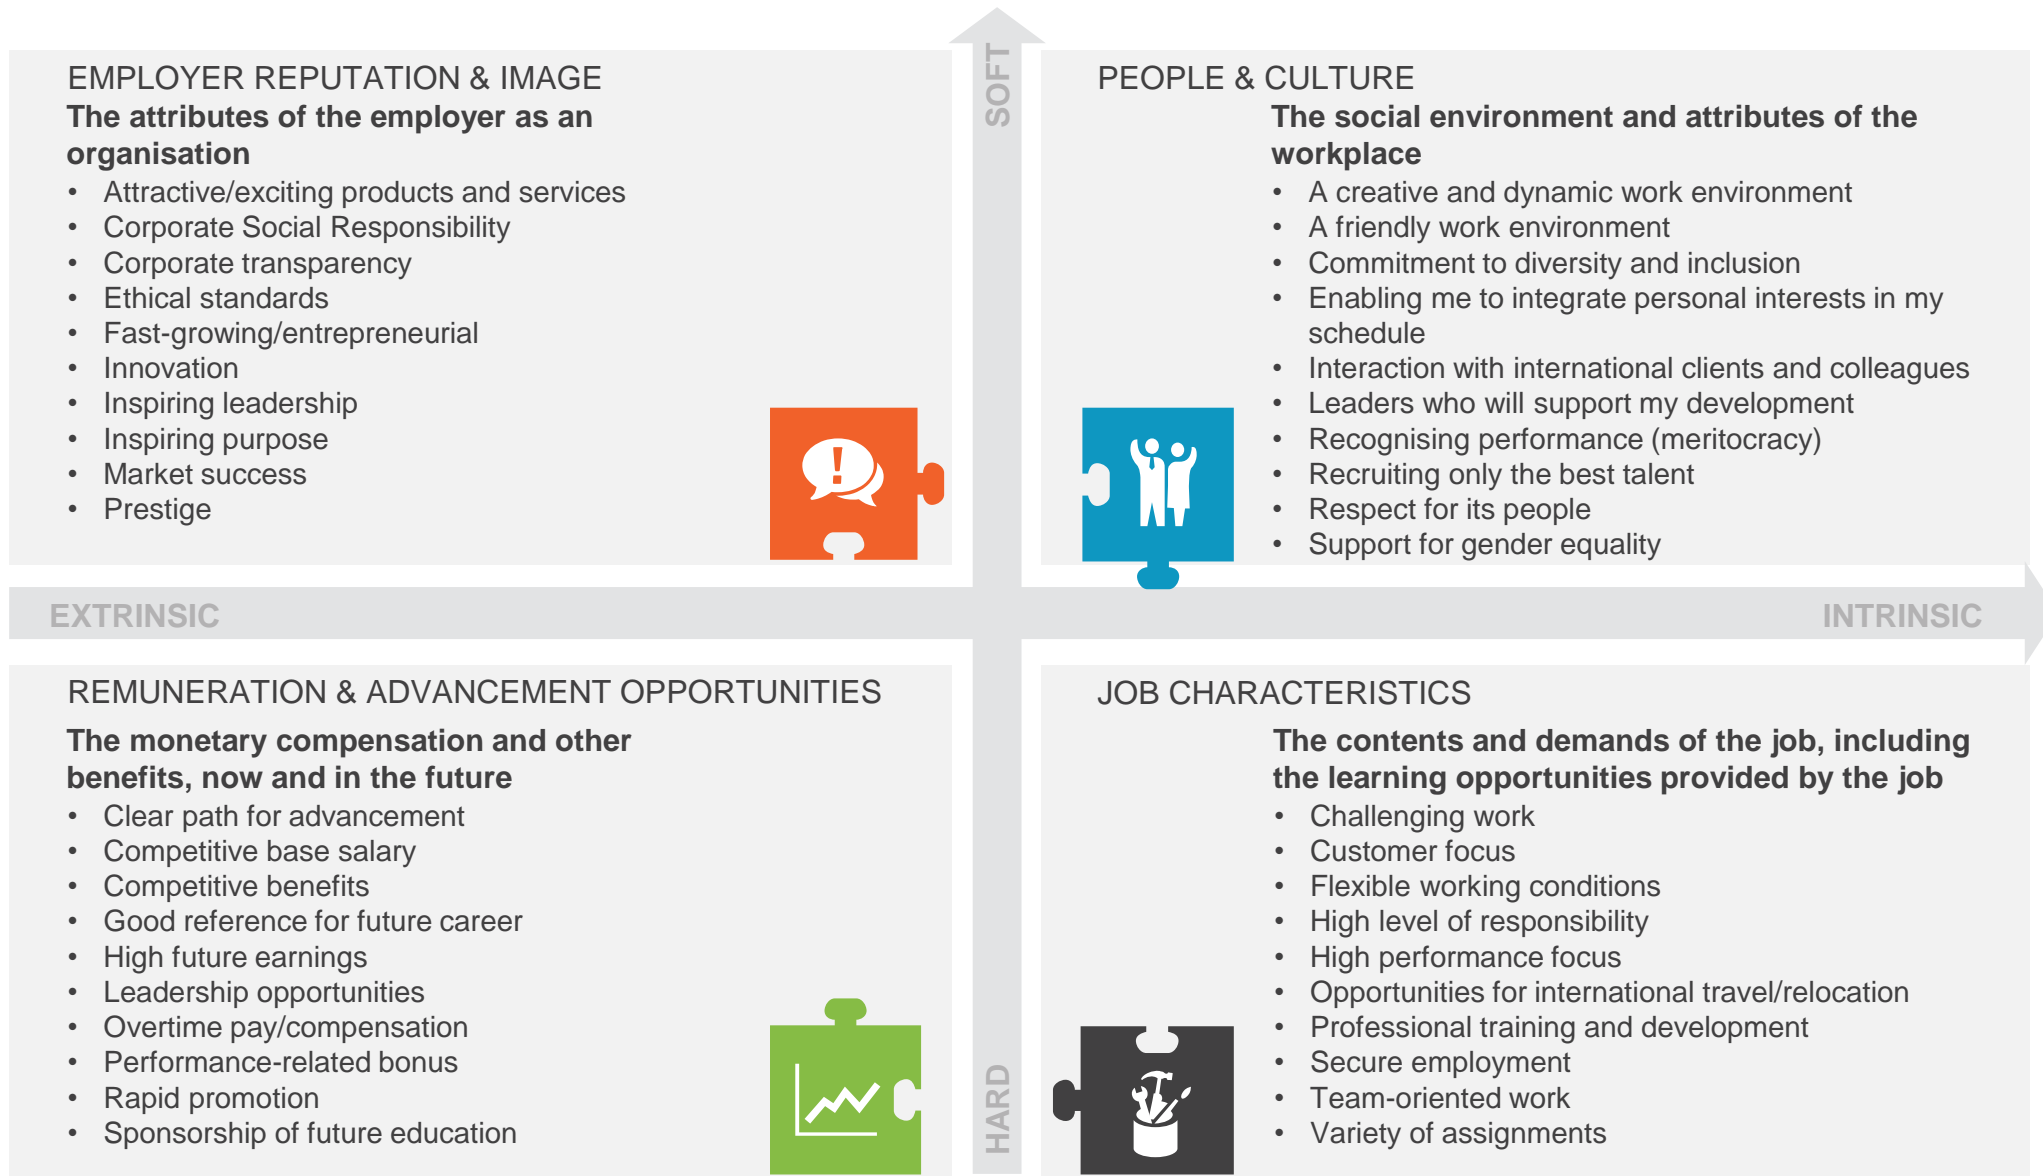 SOFT
EMPLOYER REPUTATION & IMAGE
The attributes of the employer as an
organisation
• Attractive/exciting products and services
• Corporate Social Responsibility
• Corporate transparency
• Ethical standards
• Fast-growing/entrepreneurial
• Innovation
• Inspiring leadership
• Inspiring purpose
• Market success
• Prestige
!
PEOPLE & CULTURE
The social environment and attributes of the
workplace
• A creative and dynamic work environment
• A friendly work environment
• Commitment to diversity and inclusion
• Enabling me to integrate personal interests in my
schedule
• Interaction with international clients and colleagues
• Leaders who will support my development
• Recognising performance (meritocracy)
• Recruiting only the best talent
• Respect for its people
• Support for gender equality
EXTRINSIC
INTRINSIC
REMUNERATION & ADVANCEMENT OPPORTUNITIES
The monetary compensation and other
benefits, now and in the future
• Clear path for advancement
• Competitive base salary
• Competitive benefits
• Good reference for future career
• High future earnings
• Leadership opportunities
• Overtime pay/compensation
• Performance-related bonus
• Rapid promotion
• Sponsorship of future education
JOB CHARACTERISTICS
The contents and demands of the job, including
the learning opportunities provided by the job
• Challenging work
• Customer focus
• Flexible working conditions
• High level of responsibility
• High performance focus
• Opportunities for international travel/relocation
• Professional training and development
• Secure employment
• Team-oriented work
• Variety of assignments
HARD